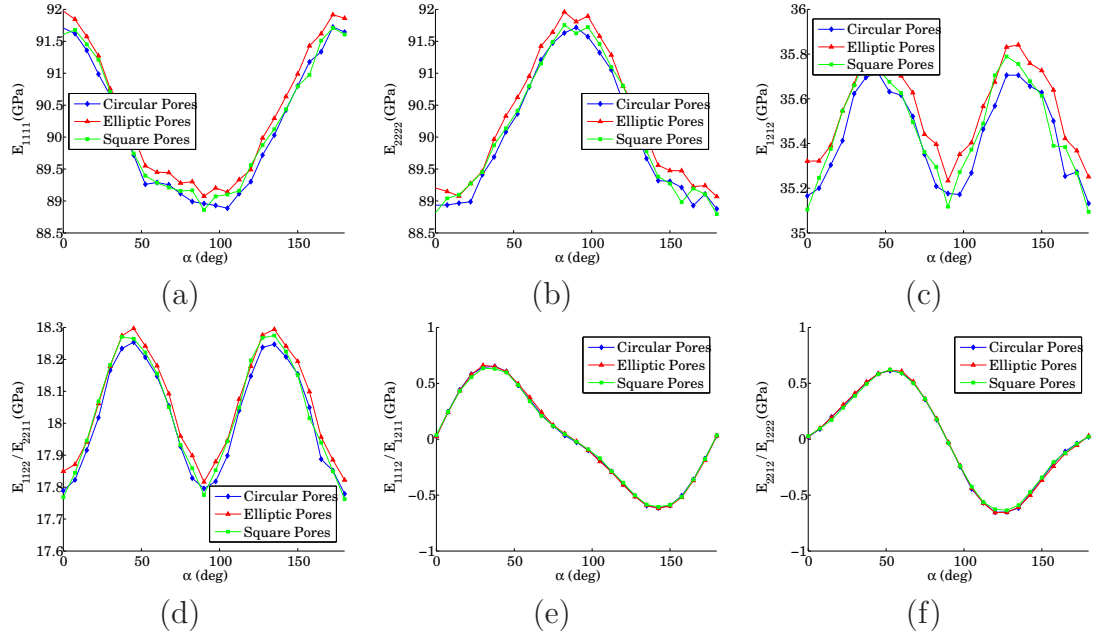 92
91.5
91
90.5
90
89.5
89
88.5
0 50 100 150
E1111(GPa)
α (deg)
Circular Pores
Elliptic Pores
Square Pores
(a)
92
91.5
91
90.5
90
89.5
89
88.5
0 50 100 150
E2222(GPa)
α (deg)
Circular Pores
Elliptic Pores
Square Pores
(b)
36
35.8
35.6
35.4
35.2
35
0 50 100 150
E1212(GPa)
α (deg)
Circular Pores
Elliptic Pores
Square Pores
(c)
18.3
18.2
18.1
18
17.9
17.8
17.7
17.6
0 50 100 150
E1122 / E2211(GPa)
α (deg)
Circular Pores
Elliptic Pores
Square Pores
(d)
1
0.5
0
−0.5
−1
0 50 100 150
E1112 / E1211(GPa)
α (deg)
Circular Pores
Elliptic Pores
Square Pores
(e)
1
0.5
0
−0.5
−1
0 50 100 150
E2212 / E1222(GPa)
α (deg)
Circular Pores
Elliptic Pores
Square Pores
(f)